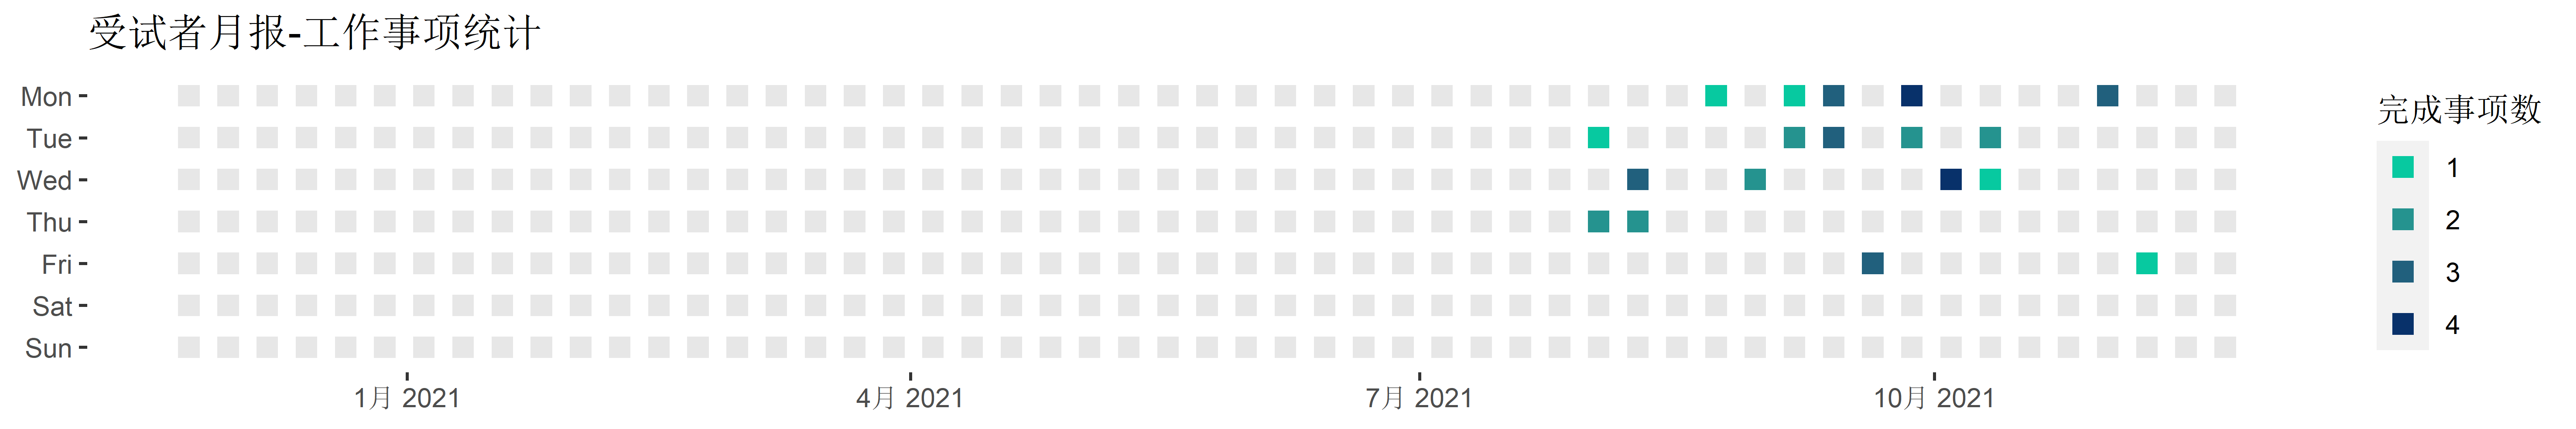 受试者月报-工作事项统计
Mon
Tue
Wed
Thu
Fri
Sat
Sun
1月 2021
4月 2021
7月 2021
10月 2021
完成事项数
1
2
3
4